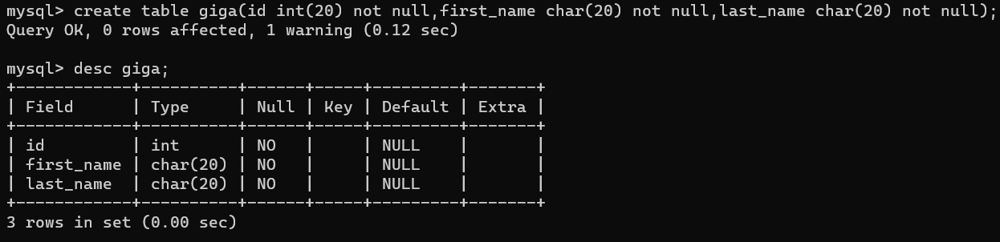 mysql> create table giga(id int(20) not null,first_name char(20) not null,last_name char(20) not null);
Query OK, 0 rows affected, 1 warning (0.12 sec)

mysql> desc giga;
+------------+----------+------+-----+---------+-------+
| Field      | Type     | Null | Key | Default | Extra |
+------------+----------+------+-----+---------+-------+
| id         | int      | NO   |     | NULL    |       |
| first_name | char(20) | NO   |     | NULL    |       |
| last_name  | char(20) | NO   |     | NULL    |       |
+------------+----------+------+-----+---------+-------+
3 rows in set (0.00 sec)